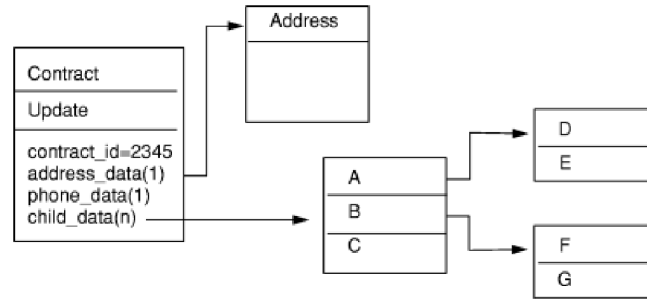 Address
Contract
Update
contract_id=2345
address_data(1)
phone_data(1)
child_data(n)
A
B
C
D
E
F
G